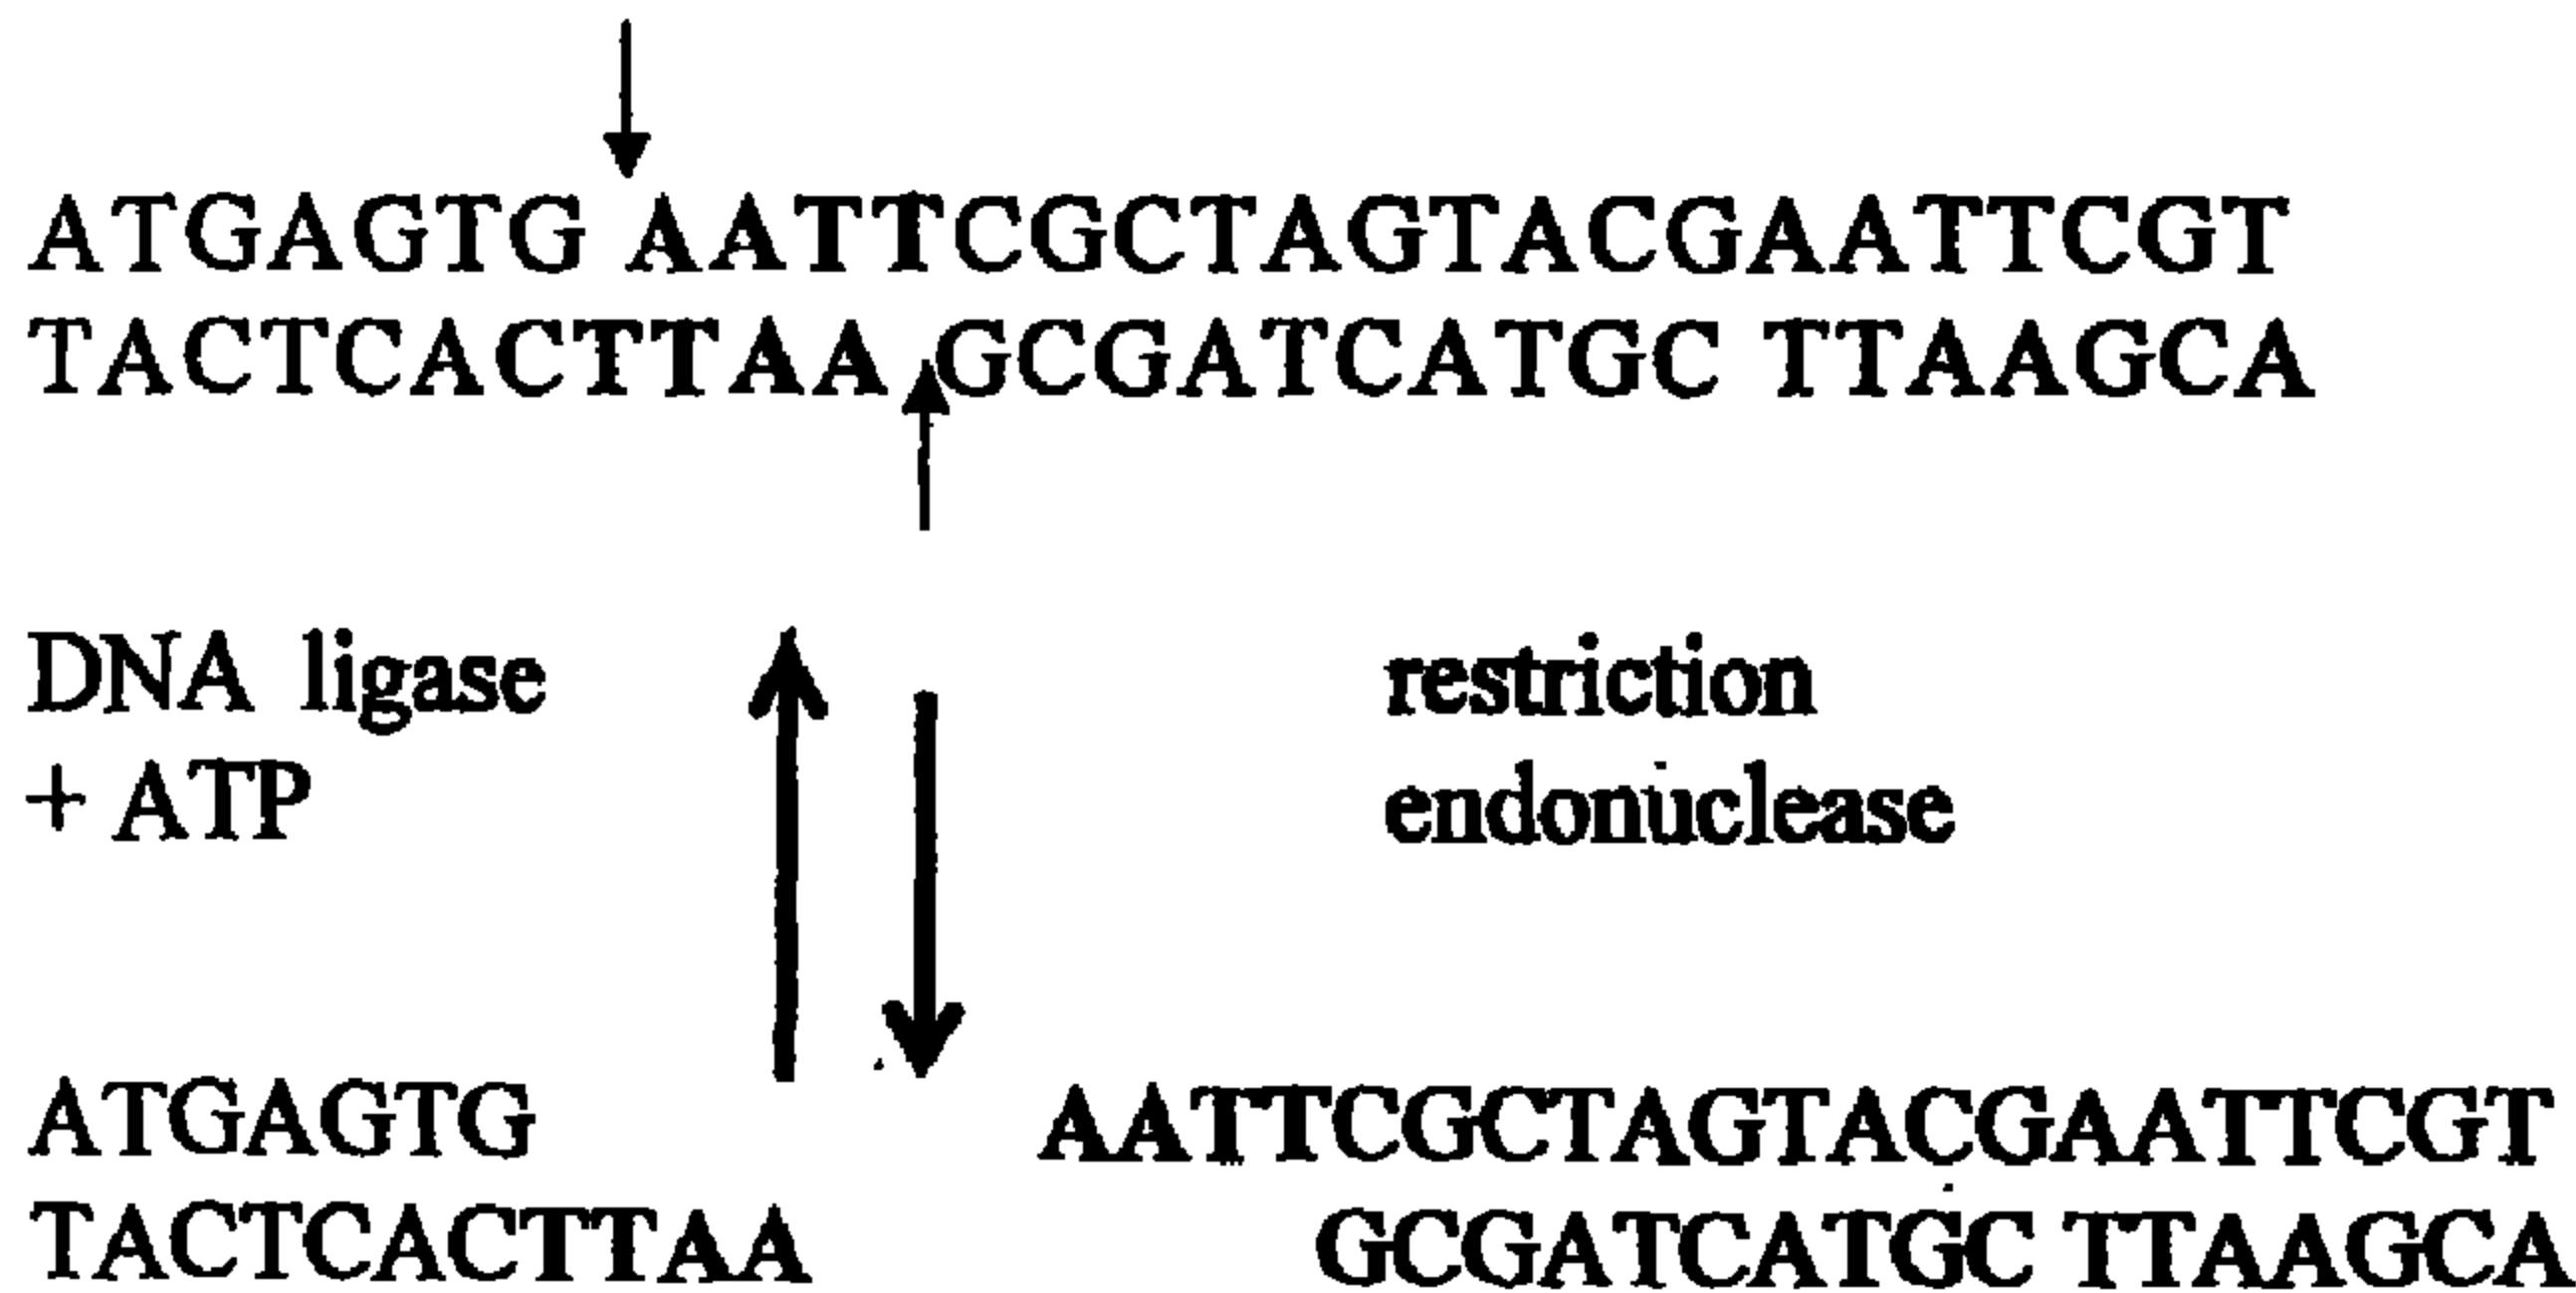 ATGAGTG AATTCGCTAGTACGAATTCGT
TACTCACTTAA GCGATCATGC TTAAGCA
DNA ligase
+ ATP
restriction
endonuclease
ATGAGTG AATTCGCTAGTACGAATTCGT
TACTCACTTAA GCGATCATGC TTAAGCA